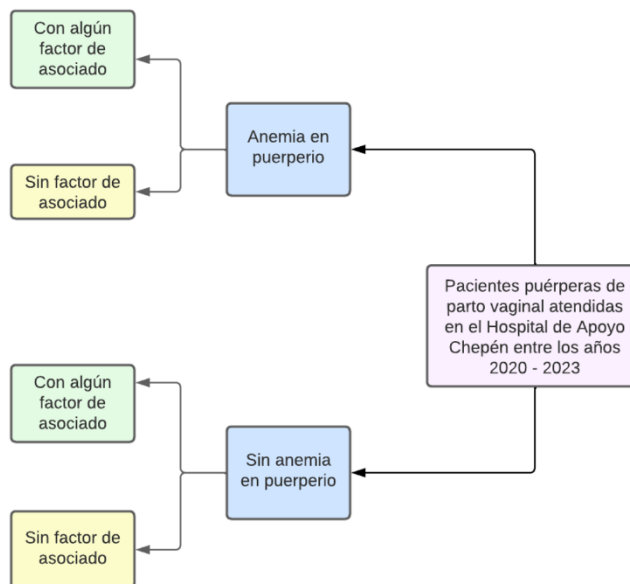 Con algún
factor de
asociado
Anemia en
puerperio
Sin factor de
asociado
Pacientes puérperas de
parto vaginal atendidas
en el Hospital de Apoyo
Chepén entre los años
2020 - 2023
Con algún
factor de
asociado
Sin anemia
en puerperio
Sin factor de
asociado